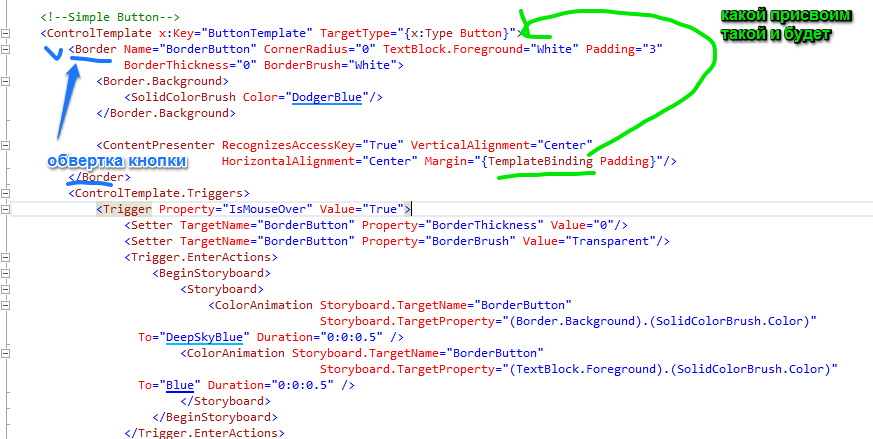 <!--Simple Button-->
<ControlTemplate x:Key="ButtonTemplate" TargetType="{x:Type Button}">
какой присвоим
такой и будет
<Border Name="BorderButton" CornerRadius="0" TextBlock.Foreground="White" Padding="3"
BorderThickness="0" BorderBrush="White">
<Border.Background>
<SolidColorBrush Color="DodgerBlue"/>
</Border.Background>
<ContentPresenter RecognizesAccessKey="True" VerticalAlignment="Center"
обвертка кнопки
HorizontalAlignment="Center" Margin="{TemplateBinding Padding}"/>
</Border>
<ControlTemplate.Triggers>
<Trigger Property="IsMouseOver" Value="True">
<Setter TargetName="BorderButton" Property="BorderThickness" Value="0"/>
<Setter TargetName="BorderButton" Property="BorderBrush" Value="Transparent"/>
<Trigger.EnterActions>
<BeginStoryboard>
<Storyboard>
<ColorAnimation Storyboard.TargetName="BorderButton"
Storyboard.TargetProperty="(Border.Background).(SolidColorBrush.Color)"
To="DeepSkyBlue" Duration="0:0:0.5" />
<ColorAnimation Storyboard.TargetName="BorderButton"
Storyboard.TargetProperty="(TextBlock.Foreground).(SolidColorBrush.Color)"
To="Blue" Duration="0:0:0.5" />
</Storyboard>
</BeginStoryboard>
</Trigger.EnterActions>